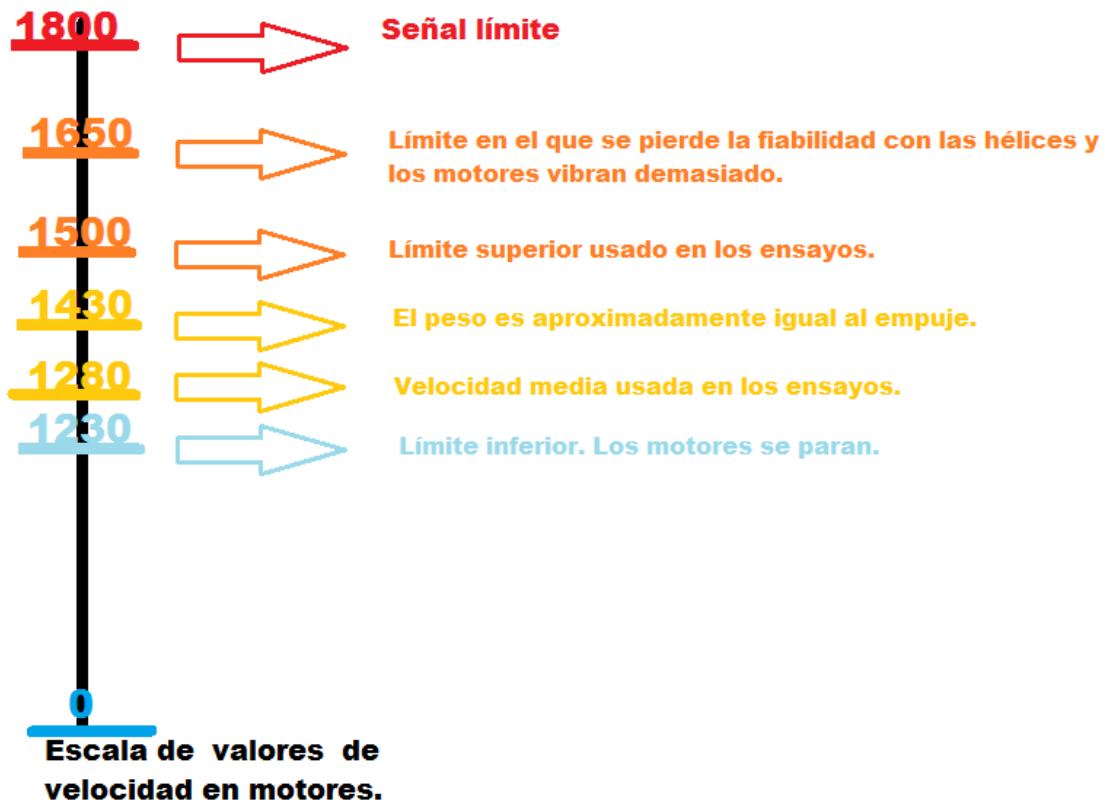 1800
Señal límite
1650
Límite en el que se pierde la fiabilidad con las hélices y
los motores vibran demasiado.
1500
Límite superior usado en los ensayos.
1430
El peso es aproximadamente igual al empuje.
1280
Velocidad media usada en los ensayos.
1230
Límite inferior. Los motores se paran.
0
Escala de valores de
velocidad en motores.